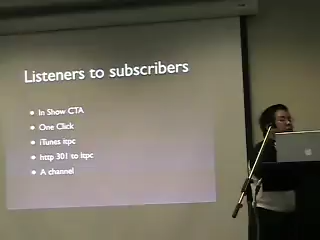 Listeners to subscribers
In Show CTA
One Click
iTunes itpc
http 301 to itpc
A channel